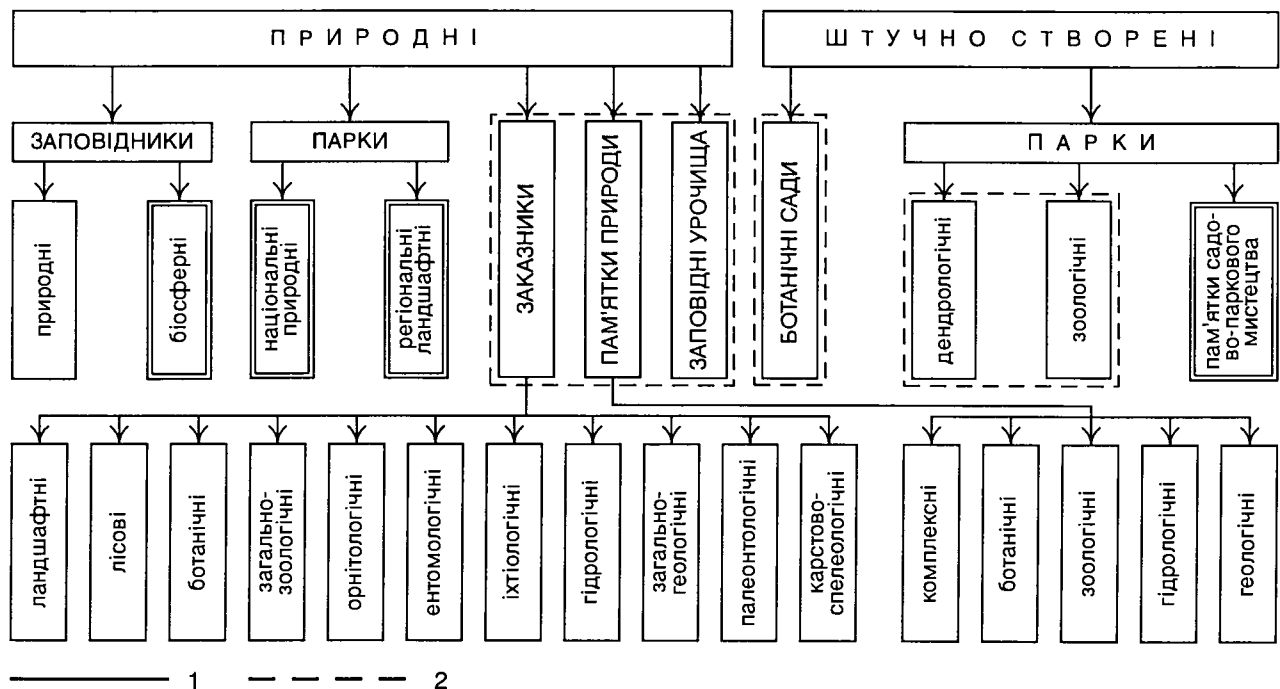 ПРИРОДНІ
ШТУЧНО СТВОРЕНІ
ЗАПОВІДНИКИ
ПАРКИ
ЗАКАЗНИКИ
ПАМ'ЯТКИ ПРИРОДИ
ЗАПОВІДНІ УРОЧИЩА
БОТАНІЧНІ САДИ
ПАРКИ
природні
біосферні
національні
природні
регіональні
ландшафтні
дендрологічні
зоологічні
пам'ятки садо-
во-паркового
мистецтва
ландшафтні
лісові
ботанічні
загально-
зоологічні
орнітологічні
ентомологічні
іхтіологічні
гідрологічні
загально-
геологічні
палеонтологічні
карстово-
спелеологічні
комплексні
ботанічні
зоологічні
гідрологічні
геологічні
1
2